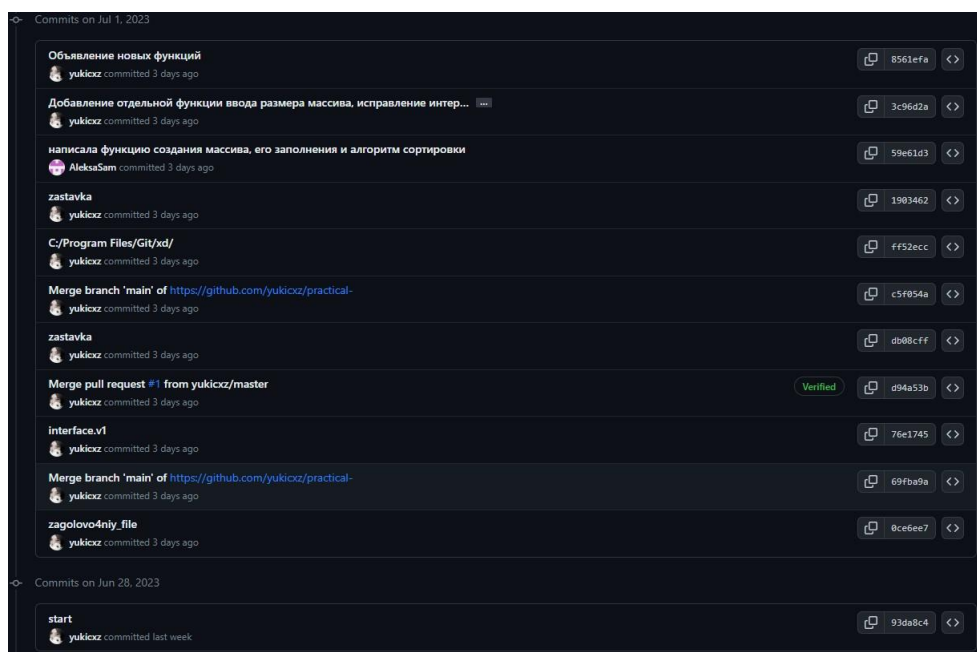 Commits on Jul 1, 2023
Объявление новых функций
8561efa
yukicxz committed 3 days ago
Добавление отдельной функции ввода размера массива, исправление интер... ...
3c96d2a
yukicxz committed 3 days ago
написала функцию создания массива, его заполнения и алгоритм сортировки
59e61d3
AleksaSam committed 3 days ago
zastavka
1903462
yukicxz committed 3 days ago
C:/Program Files/Git/xd/
ff52ecc
yukicxz committed 3 days ago
Merge branch 'main' of https://github.com/yukicxz/practical-
c5f054a
yukicxz committed 3 days ago
zastavka
db08cff
yukicxz committed 3 days ago
Merge pull request #1 from yukicxz/master
Verified
d94a53b
yukicxz committed 3 days ago
interface.v1
76e1745
yukicxz committed 3 days ago
Merge branch 'main' of https://github.com/yukicxz/practical-
69fba9a
yukicxz committed 3 days ago
zagolovo4niy_file
0ce6ee7
yukicxz committed 3 days ago
Commits on Jun 28, 2023
start
93da8c4
yukicxz committed last week